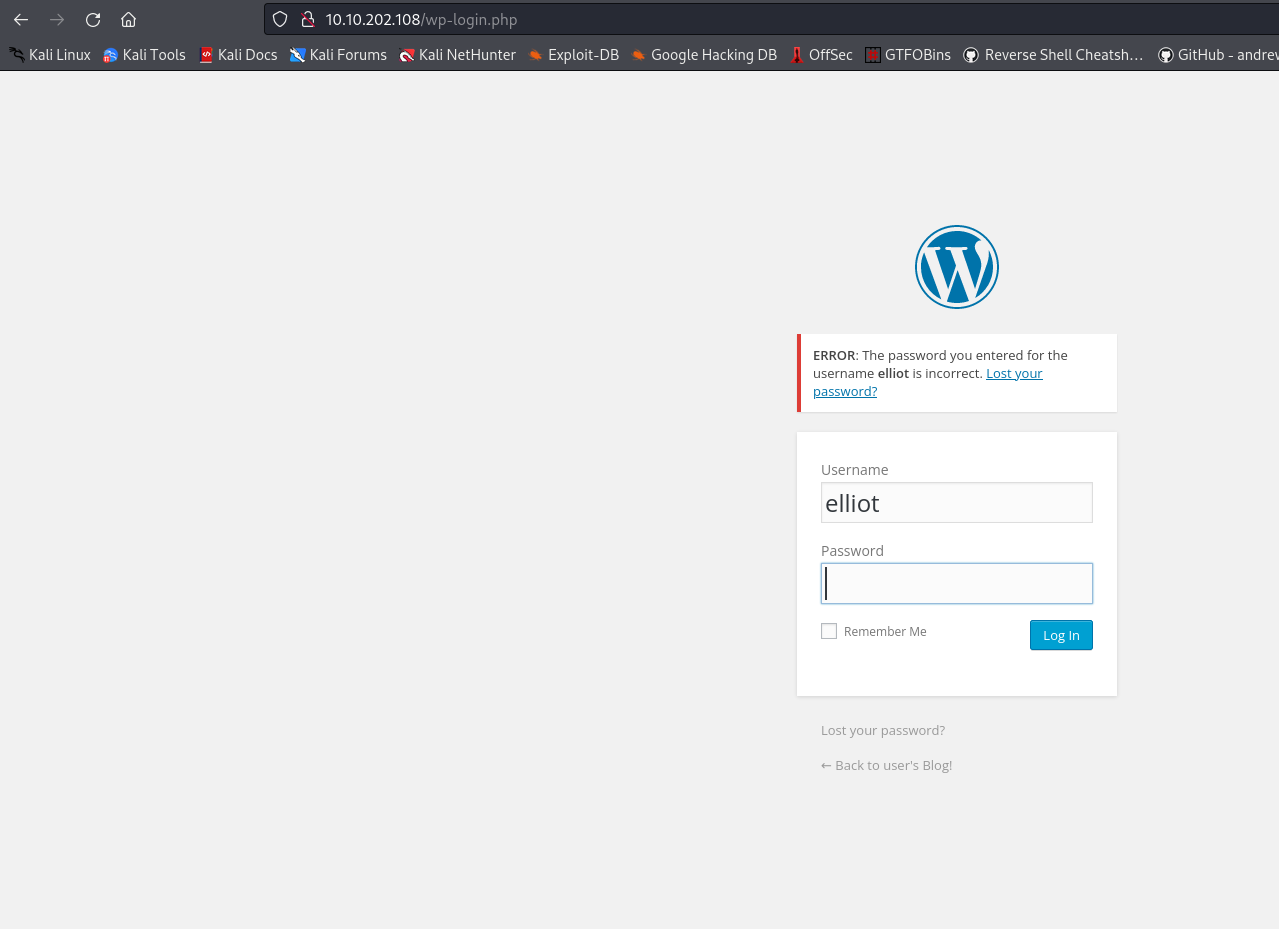 10.10.202.108/wp-login.php
Kali Linux Kali Tools Kali Docs Kali Forums Kali NetHunter Exploit-DB Google Hacking DB OffSec GTFOBins Reverse Shell Cheatsh… GitHub - andrev
ERROR: The password you entered for the
username elliot is incorrect. Lost your
password?
Username
elliot
Password
Remember Me
Log In
Lost your password?
← Back to user's Blog!